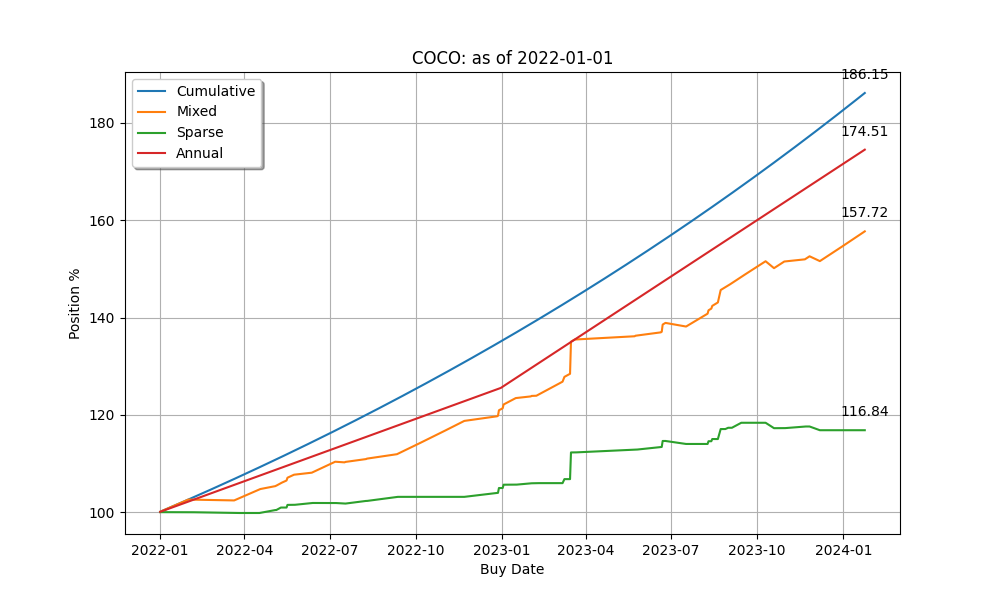 COCO: as of 2022-01-01
186.15
Cumulative
Mixed
Sparse
Annual
174.51
157.72
116.84
180
160
140
120
100
Position %
2022-01 2022-04 2022-07 2022-10 2023-01 2023-04 2023-07 2023-10 2024-01
Buy Date